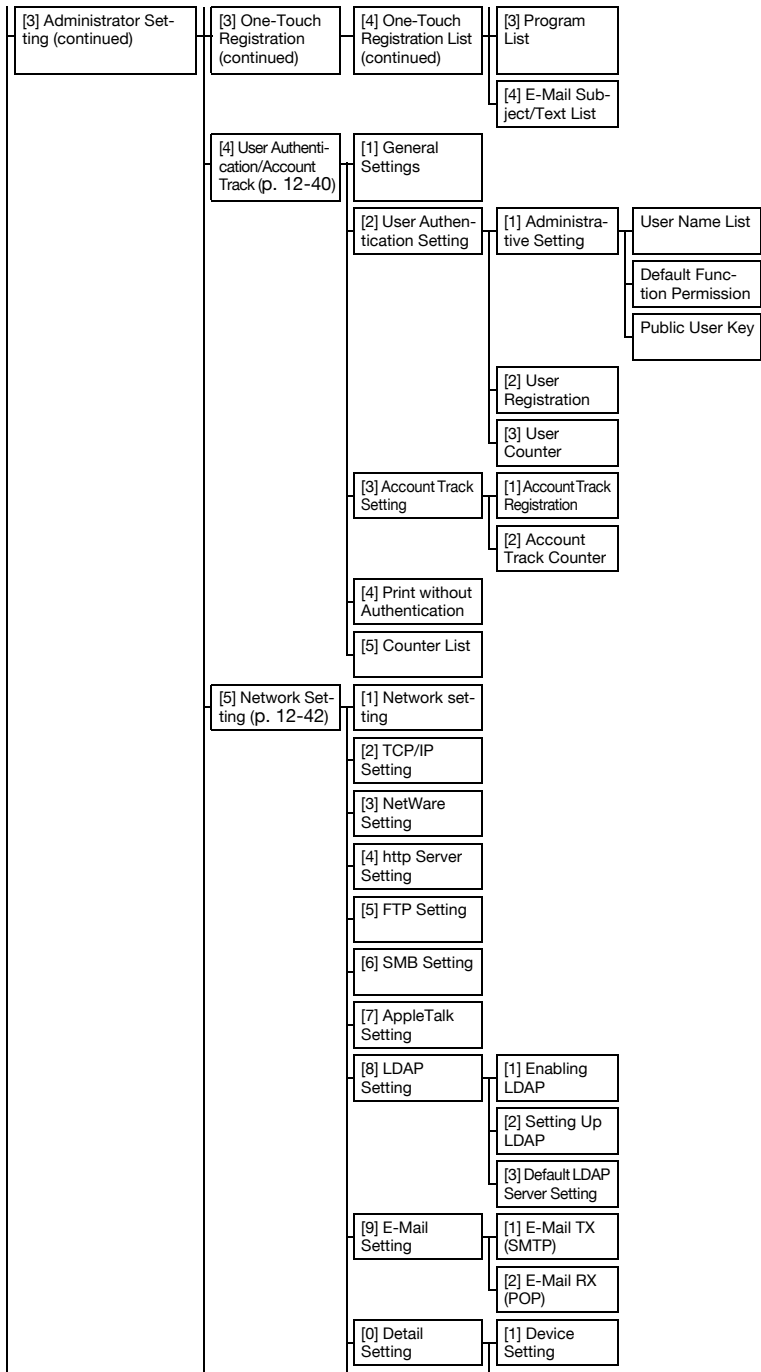 [3] Administrator Set-
ting (continued)
[3] One-Touch
Registration
(continued)
[4] One-Touch
Registration List
(continued)
[3] Program
List
[4] E-Mail Sub-
ject/Text List
[4] User Authenti-
cation/Account
Track (p. 12-40)
[1] General
Settings
[2] User Authen-
tication Setting
[1] Administra-
tive Setting
User Name List
Default Func-
tion Permission
Public User Key
[2] User
Registration
[3] User
Counter
[3] Account Track
Setting
[1] Account Track
Registration
[2] Account
Track Counter
[4] Print without
Authentication
[5] Counter List
[5] Network Set-
ting (p. 12-42)
[1] Network set-
ting
[2] TCP/IP
Setting
[3] NetWare
Setting
[4] http Server
Setting
[5] FTP Setting
[6] SMB Setting
[7] AppleTalk
Setting
[8] LDAP
Setting
[1] Enabling
LDAP
[2] Setting Up
LDAP
[3] Default LDAP
Server Setting
[9] E-Mail
Setting
[1] E-Mail TX
(SMTP)
[2] E-Mail RX
(POP)
[0] Detail
Setting
[1] Device
Setting